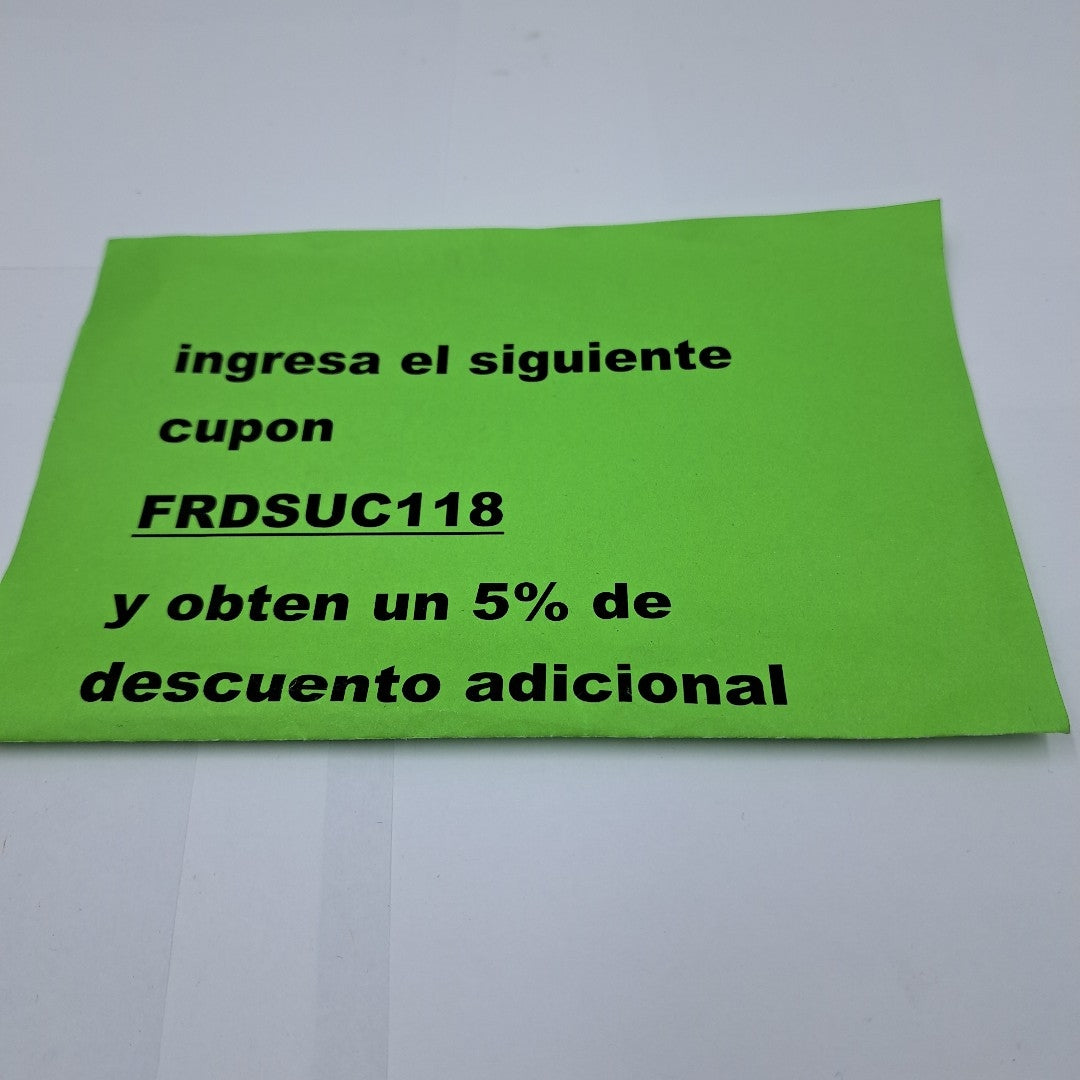 ingresa el siguiente
cupon
FRDSUC118
y obten un 5% de
descuento adicional